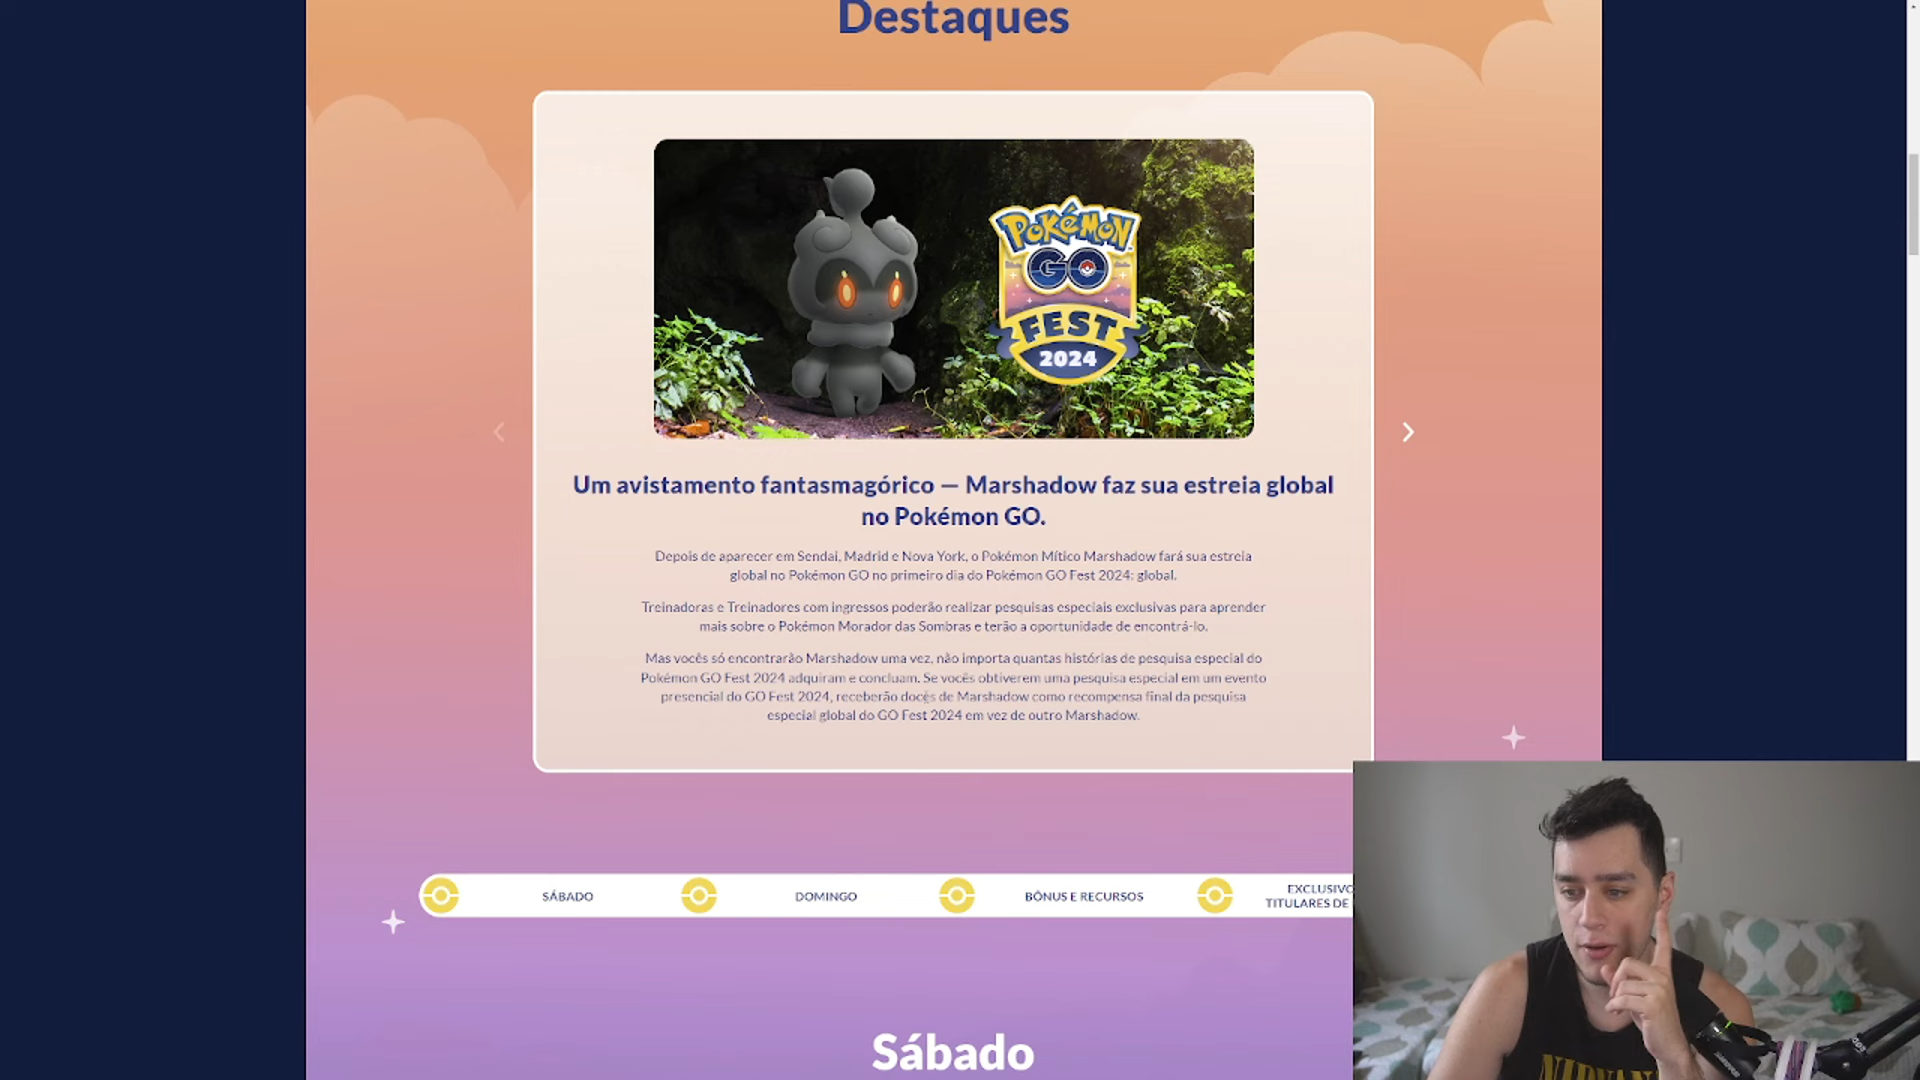 Destaques
POKÉMON
GO
FEST
2024
Um avistamento fantasmagórico — Marshadow faz sua estreia global
no Pokémon GO.
Depois de aparecer em Sendai, Madrid e Nova York, o Pokémon Mítico Marshadow fará sua estreia
global no Pokémon GO no primeiro dia do Pokémon GO Fest 2024: global.
Treinadoras e Treinadores com ingressos poderão realizar pesquisas especiais exclusivas para aprender
mais sobre o Pokémon Morador das Sombras e terão a oportunidade de encontrá-lo.
Mas vocês só encontrarão Marshadow uma vez, não importa quantas histórias de pesquisa especial do
Pokémon GO Fest 2024 adquiram e concluam. Se vocês obtiverem uma pesquisa especial em um evento
presencial do GO Fest 2024, receberão doces de Marshadow como recompensa final da pesquisa
especial global do GO Fest 2024 em vez de outro Marshadow.
SÁBADO
DOMINGO
BÔNUS E RECURSOS
EXCLUSIVO
TITULARES DE
Sábado
NIRVANA